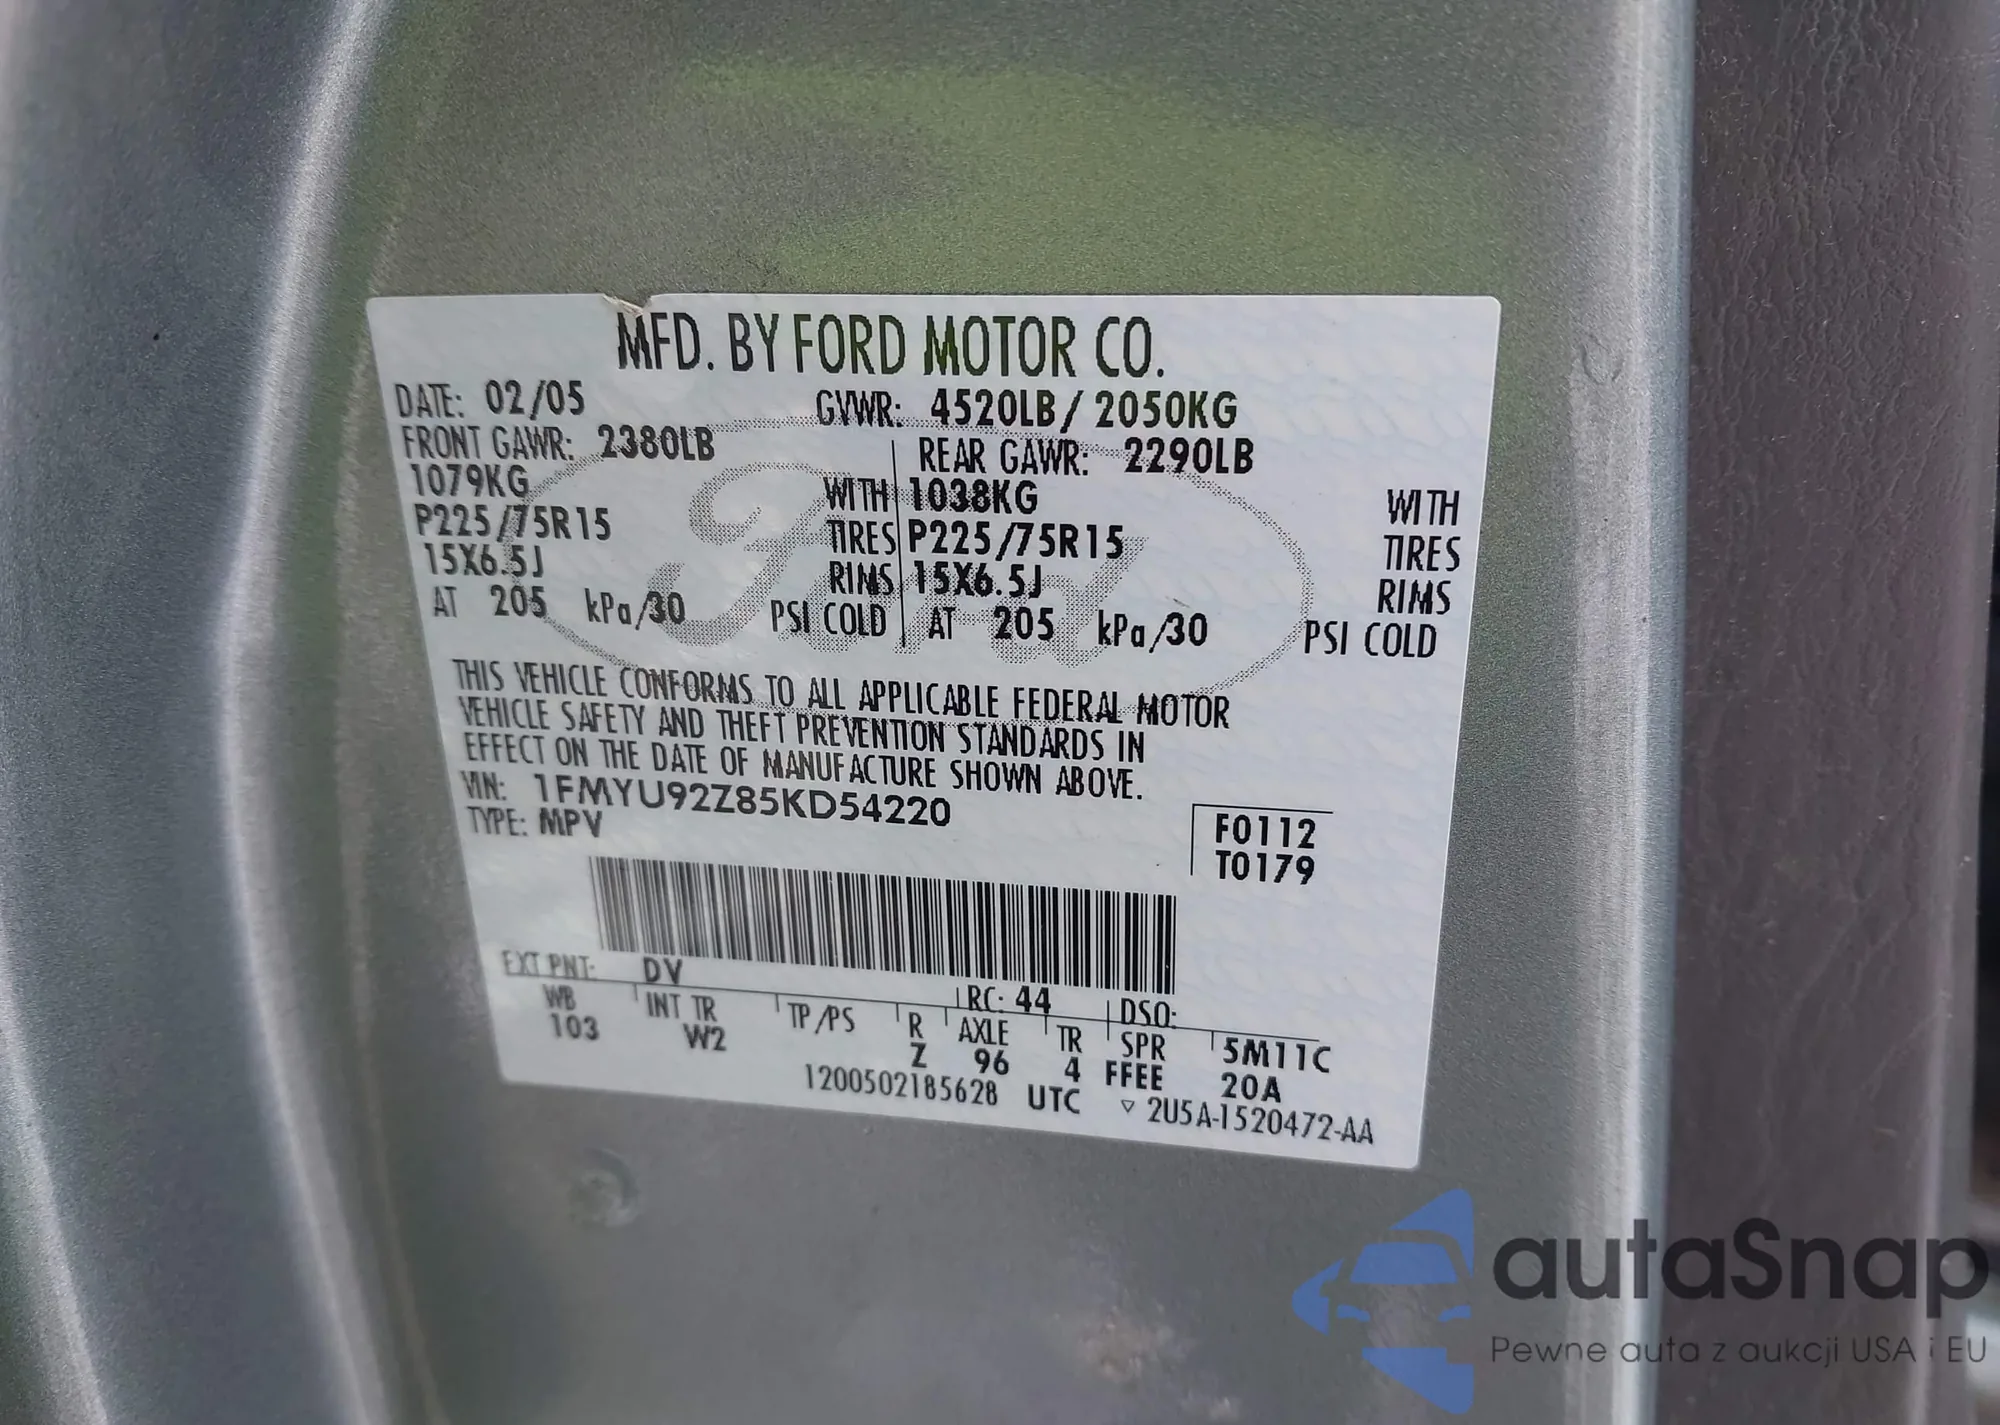 MFD. BY FORD MOTOR CO.
DATE: 02/05 GVWR: 4520LB/ 2050KG
FRONT GAWR: 2380LB REAR GAWR: 2290LB
1079KG WITH 1038KG WITH
P225/75R15 TIRES P225/75R15 TIRES
15X6.5J RIMS 15X6.5J RIMS
AT 205 kPa/30 PSI COLD AT 205 kPa/30 PSI COLD
Ford
THIS VEHICLE CONFORMS TO ALL APPLICABLE FEDERAL MOTOR
VEHICLE SAFETY AND THEFT PREVENTION STANDARDS IN
EFFECT ON THE DATE OF MANUFACTURE SHOWN ABOVE.
VIN: 1FMYU92Z85KD54220
TYPE: MPV
F0112
T0179
EXT PNT: DV RC: 44 DSO:
WB INT TR TP/PS R AXLE TR SPR 5M11C
103 W2 Z 96 4 FFEE 20A
1200502185628 UTC ▽ 2U5A-1520472-AA
autaSnap
Pewne auta z aukcji USA i EU